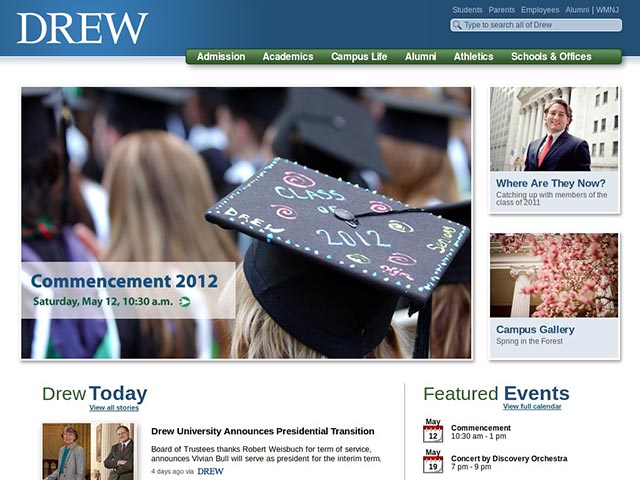 DREW
Students Parents Employees Alumni | WMNJ
Type to search all of Drew
Admission Academics Campus Life Alumni Athletics Schools & Offices
CLASS
OF
2012
DREW
Commencement 2012
Saturday, May 12, 10:30 a.m.
Where Are They Now?
Catching up with members of the
class of 2011
Campus Gallery
Spring in the Forest
Drew Today
View all stories
Drew University Announces Presidential Transition
Board of Trustees thanks Robert Weisbuch for term of service,
announces Vivian Bull will serve as president for the interim term.
4 days ago via DREW
Featured Events
View full calendar
May
12
Commencement
10:30 am - 1 pm
May
19
Concert by Discovery Orchestra
7 pm - 9 pm